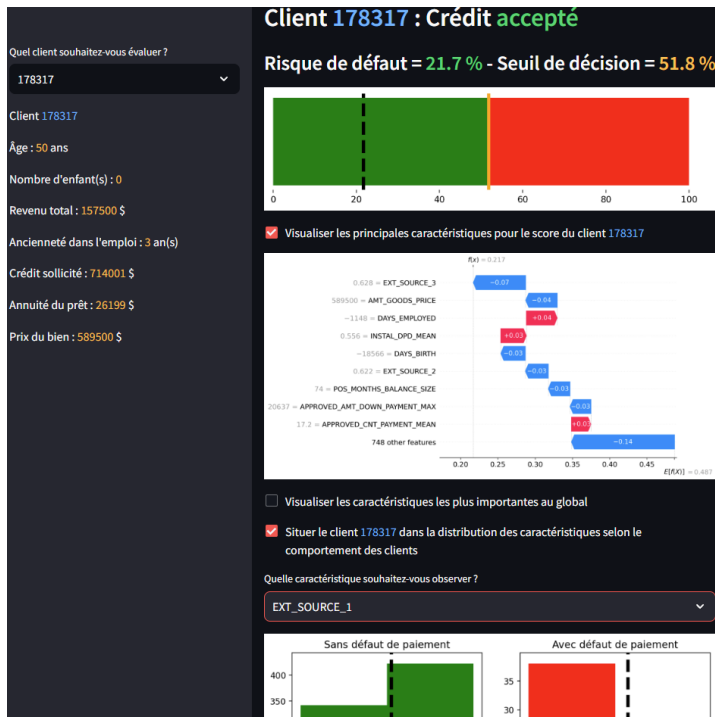 Quel client souhaitez-vous évaluer ?
178317
Client 178317
Âge : 50 ans
Nombre d'enfant(s) : 0
Revenu total : 157500 $
Ancienneté dans l'emploi : 3 an(s)
Crédit sollicité : 714001 $
Annuité du prêt : 26199 $
Prix du bien : 589500 $
Client 178317 : Crédit accepté
Risque de défaut = 21.7 % - Seuil de décision = 51.8 %
0 20 40 60 80 100
Visualiser les principales caractéristiques pour le score du client 178317
f(x) = 0.217
0.628 = EXT_SOURCE_3 −0.07
589500 = AMT_GOODS_PRICE −0.04
−1148 = DAYS_EMPLOYED +0.04
0.556 = INSTAL_DPD_MEAN +0.03
−18566 = DAYS_BIRTH −0.03
0.622 = EXT_SOURCE_2 −0.03
74 = POS_MONTHS_BALANCE_SIZE −0.03
20637 = APPROVED_AMT_DOWN_PAYMENT_MAX −0.03
17.2 = APPROVED_CNT_PAYMENT_MEAN
748 other features −0.14
0.20 0.25 0.30 0.35 0.40 0.45
E[f(X)] = 0.487
Visualiser les caractéristiques les plus importantes au global
Situer le client 178317 dans la distribution des caractéristiques selon le
comportement des clients
Quelle caractéristique souhaitez-vous observer ?
EXT_SOURCE_1
Sans défaut de paiement Avec défaut de paiement
400 35
350 30